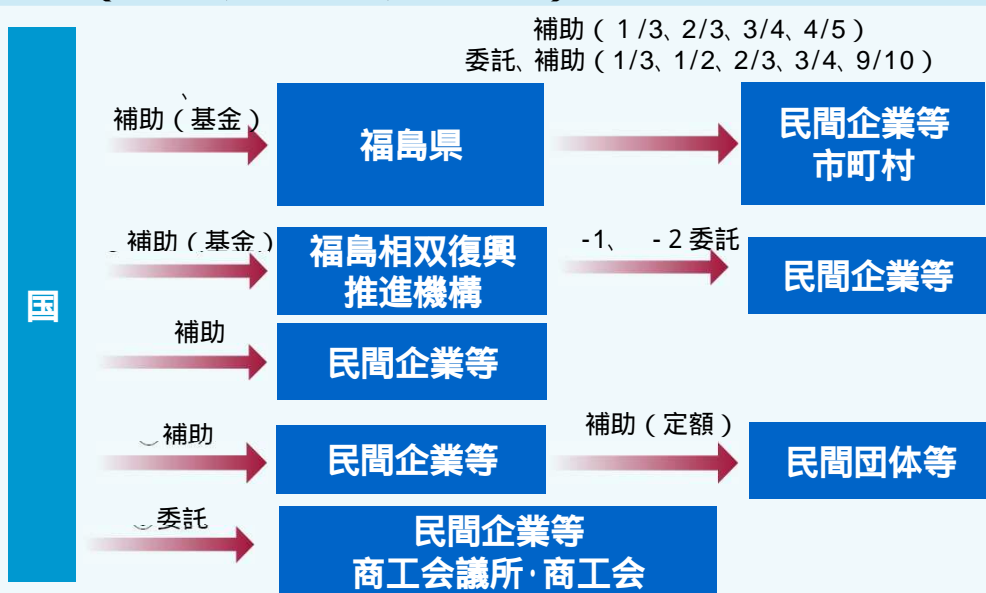 補助 ( 1/3、2/3、3/4、4/5 )
委託、補助 ( 1/3、1/2、2/3、3/4、9/10 )
国
、
補助 ( 基金 )
福島県
民間企業等
市町村
補助 ( 基金 )
福島相双復興
推進機構
-1、 - 2 委託
民間企業等
補助
民間企業等
補助
民間企業等
補助 ( 定額 )
民間団体等
委託
民間企業等
商工会議所・商工会